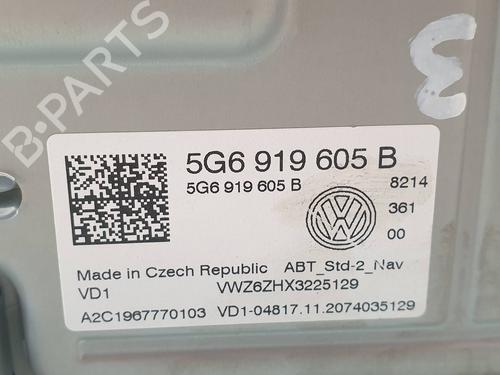 B-PARTS
3
5G6 919 605 B
5G6 919 605 B
8214
361
00
Made in Czech Republic ABT_Std-2_Nav
VD1 VWZ6ZHX3225129
A2C1967770103 VD1-04817.11.2074035129